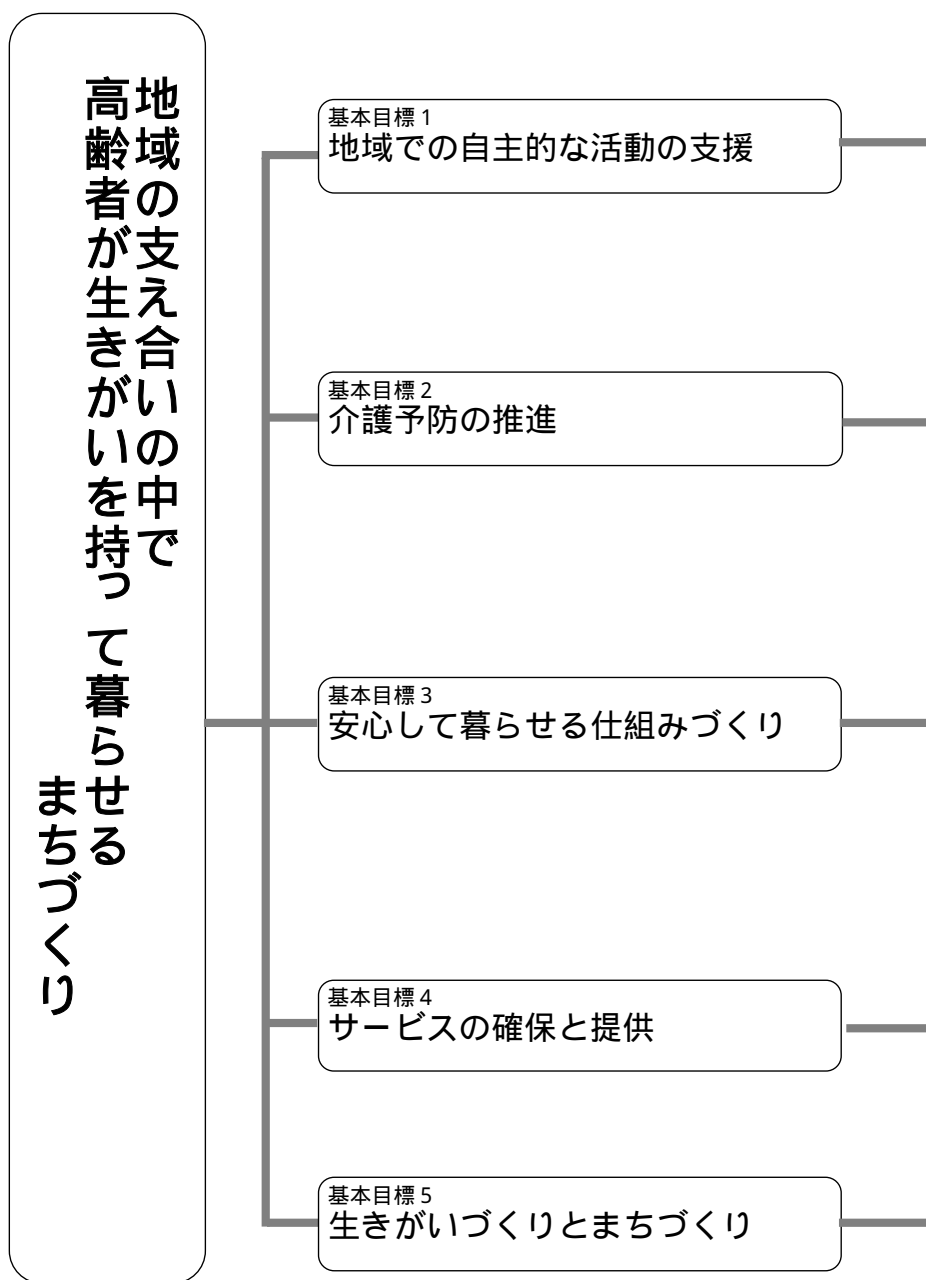 地域の支え合いの中で
高齢者が生きがいを持って暮らせる
まちづくり
基本目標1
地域での自主的な活動の支援
基本目標2
介護予防の推進
基本目標3
安心して暮らせる仕組みづくり
基本目標4
サービスの確保と提供
基本目標5
生きがいづくりとまちづくり